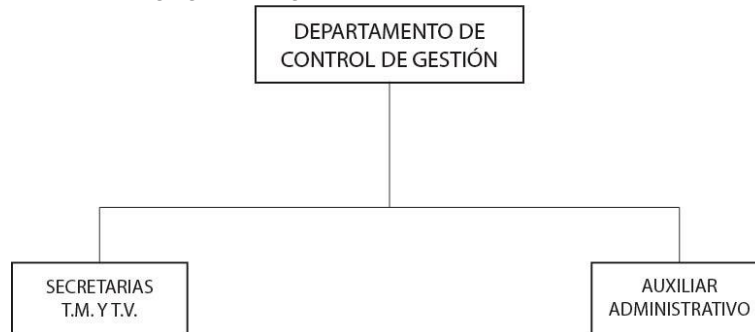 DEPARTAMENTO DE
CONTROL DE GESTIÓN
SECRETARIAS
T.M. Y T.V.
AUXILIAR
ADMINISTRATIVO